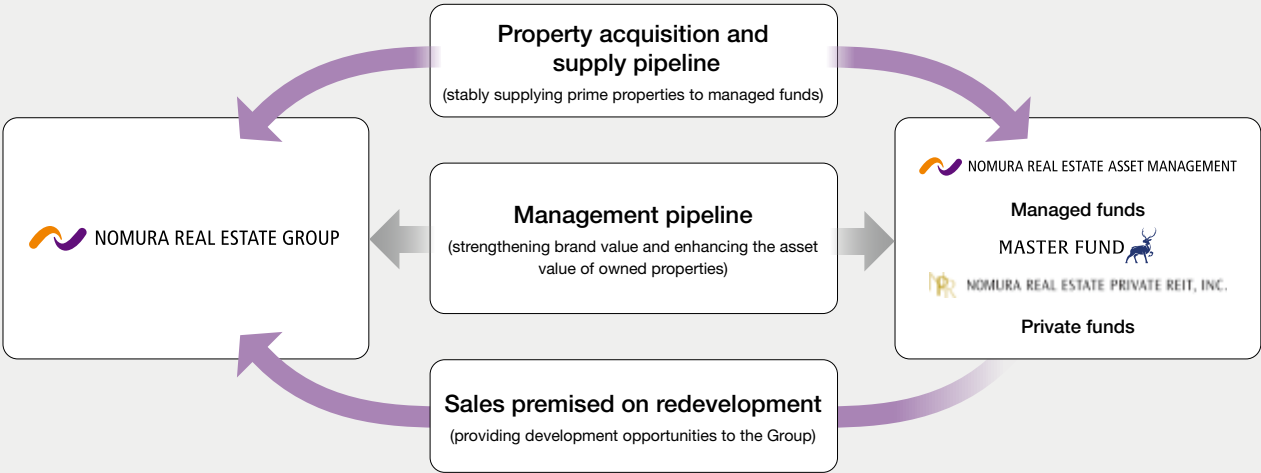 Property acquisition and
supply pipeline
(stably supplying prime properties to managed funds)
NOMURA REAL ESTATE GROUP
Management pipeline
(strengthening brand value and enhancing the asset
value of owned properties)
NOMURA REAL ESTATE ASSET MANAGEMENT
Managed funds
MASTER FUND
NPR NOMURA REAL ESTATE PRIVATE REIT, INC.
Private funds
Sales premised on redevelopment
(providing development opportunities to the Group)